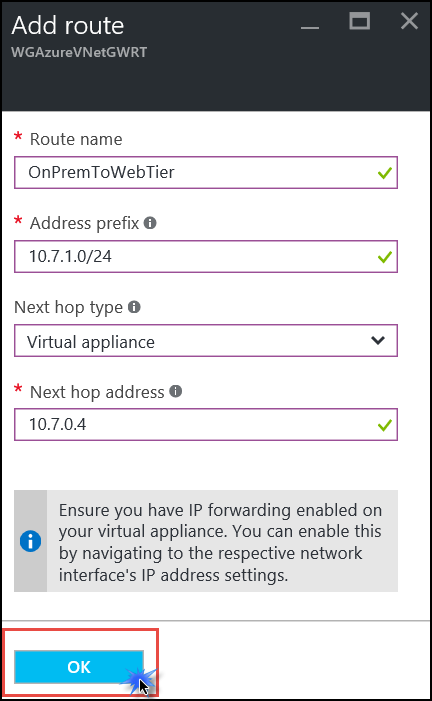 Add route
WGAzureVNetGWRT
* Route name
OnPremToWebTier
* Address prefix
10.7.1.0/24
Next hop type
Virtual appliance
* Next hop address
10.7.0.4
Ensure you have IP forwarding enabled on
your virtual appliance. You can enable this
by navigating to the respective network
interface's IP address settings.
OK